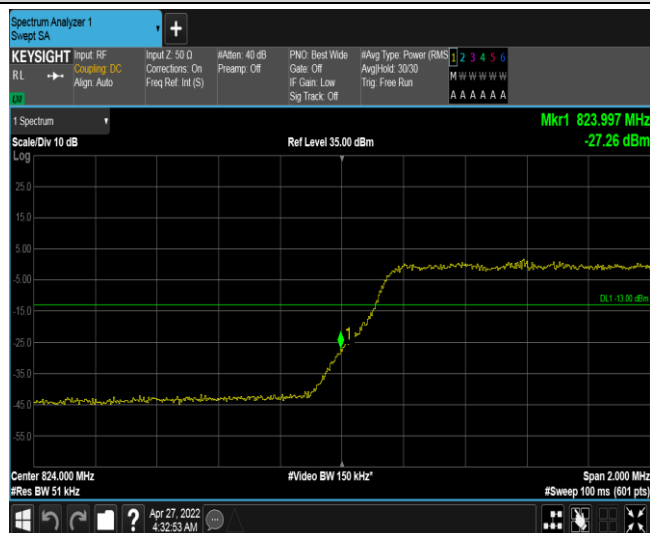 Spectrum Analyzer 1
Swept SA
+
KEYSIGHT Input: RF Input Z: 50 Ω #Atten: 40 dB PNO: Best Wide #Avg Type: Power (RMS 1 2 3 4 5 6
RL Coupling: DC Corrections: On Preamp: Off Gate: Off Avg|Hold: 30/30 M W W W W W
Align: Auto Freq Ref: Int (S) IF Gain: Low Trig: Free Run
Sig Track: Off A A A A A A
1 Spectrum Mkr1 823.997 MHz
Scale/Div 10 dB Ref Level 35.00 dBm -27.26 dBm
Log
25.0
15.0
5.00
-5.00
DL1 -13.00 dBm
-15.0
1
-25.0
-35.0
-45.0
-55.0
Center 824.000 MHz #Video BW 150 kHz* Span 2.000 MHz
#Res BW 51 kHz #Sweep 100 ms (601 pts)
? Apr 27, 2022
4:32:53 AM